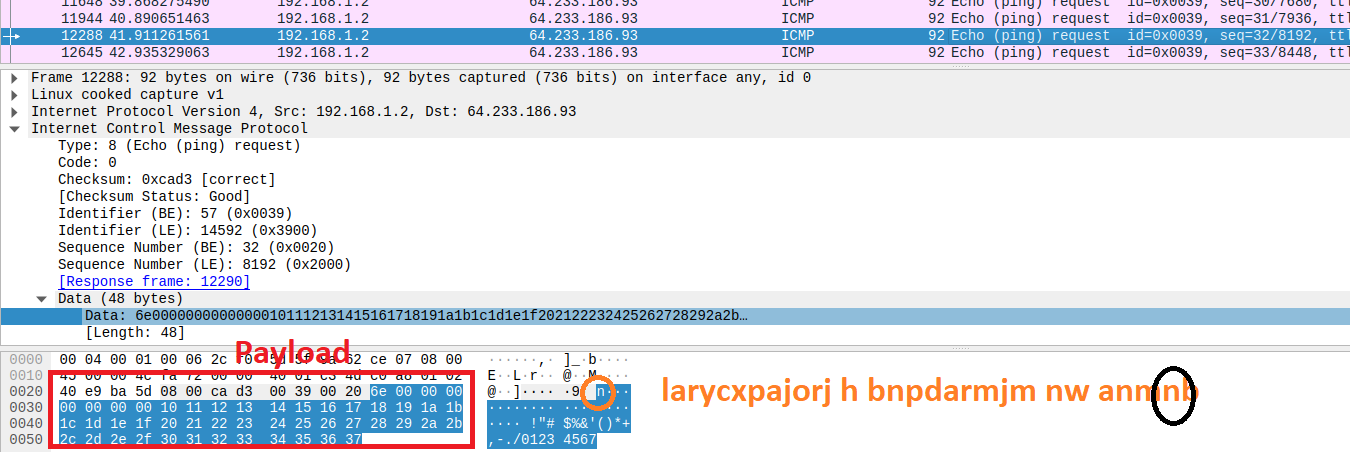 11648 39.868275490 192.168.1.2 64.233.186.93 ICMP 92 Echo (ping) request id=0x0039, seq=30/7680, ttl
11944 40.890651463 192.168.1.2 64.233.186.93 ICMP 92 Echo (ping) request id=0x0039, seq=31/7936, ttl
12288 41.911261561 192.168.1.2 64.233.186.93 ICMP 92 Echo (ping) request id=0x0039, seq=32/8192, ttl
12645 42.935329063 192.168.1.2 64.233.186.93 ICMP 92 Echo (ping) request id=0x0039, seq=33/8448, ttl
Frame 12288: 92 bytes on wire (736 bits), 92 bytes captured (736 bits) on interface any, id 0
Linux cooked capture v1
Internet Protocol Version 4, Src: 192.168.1.2, Dst: 64.233.186.93
Internet Control Message Protocol
Type: 8 (Echo (ping) request)
Code: 0
Checksum: 0xcad3 [correct]
[Checksum Status: Good]
Identifier (BE): 57 (0x0039)
Identifier (LE): 14592 (0x3900)
Sequence Number (BE): 32 (0x0020)
Sequence Number (LE): 8192 (0x2000)
[Response frame: 12290]
Data (48 bytes)
Data: 6e00000000000000101112131415161718191a1b1c1d1e1f202122232425262728292a2b…
[Length: 48]
Payload
0000 00 04 00 01 00 06 2c f0 5d 5f 9a 62 ce 07 08 00 ······,· ]_·b····
0010 45 00 00 4c fa 72 00 00 40 01 c3 4d c0 a8 01 02 E··L·r·· @··M····
0020 40 e9 ba 5d 08 00 ca d3 00 39 00 20 6e 00 00 00 @··]···· ·9· n···
0030 00 00 00 00 10 11 12 13 14 15 16 17 18 19 1a 1b ········ ········
0040 1c 1d 1e 1f 20 21 22 23 24 25 26 27 28 29 2a 2b ···· !"# $%&'()*+
0050 2c 2d 2e 2f 30 31 32 33 34 35 36 37 ,-./0123 4567
larycxpajorj h bnpdarmjm nw anmnb